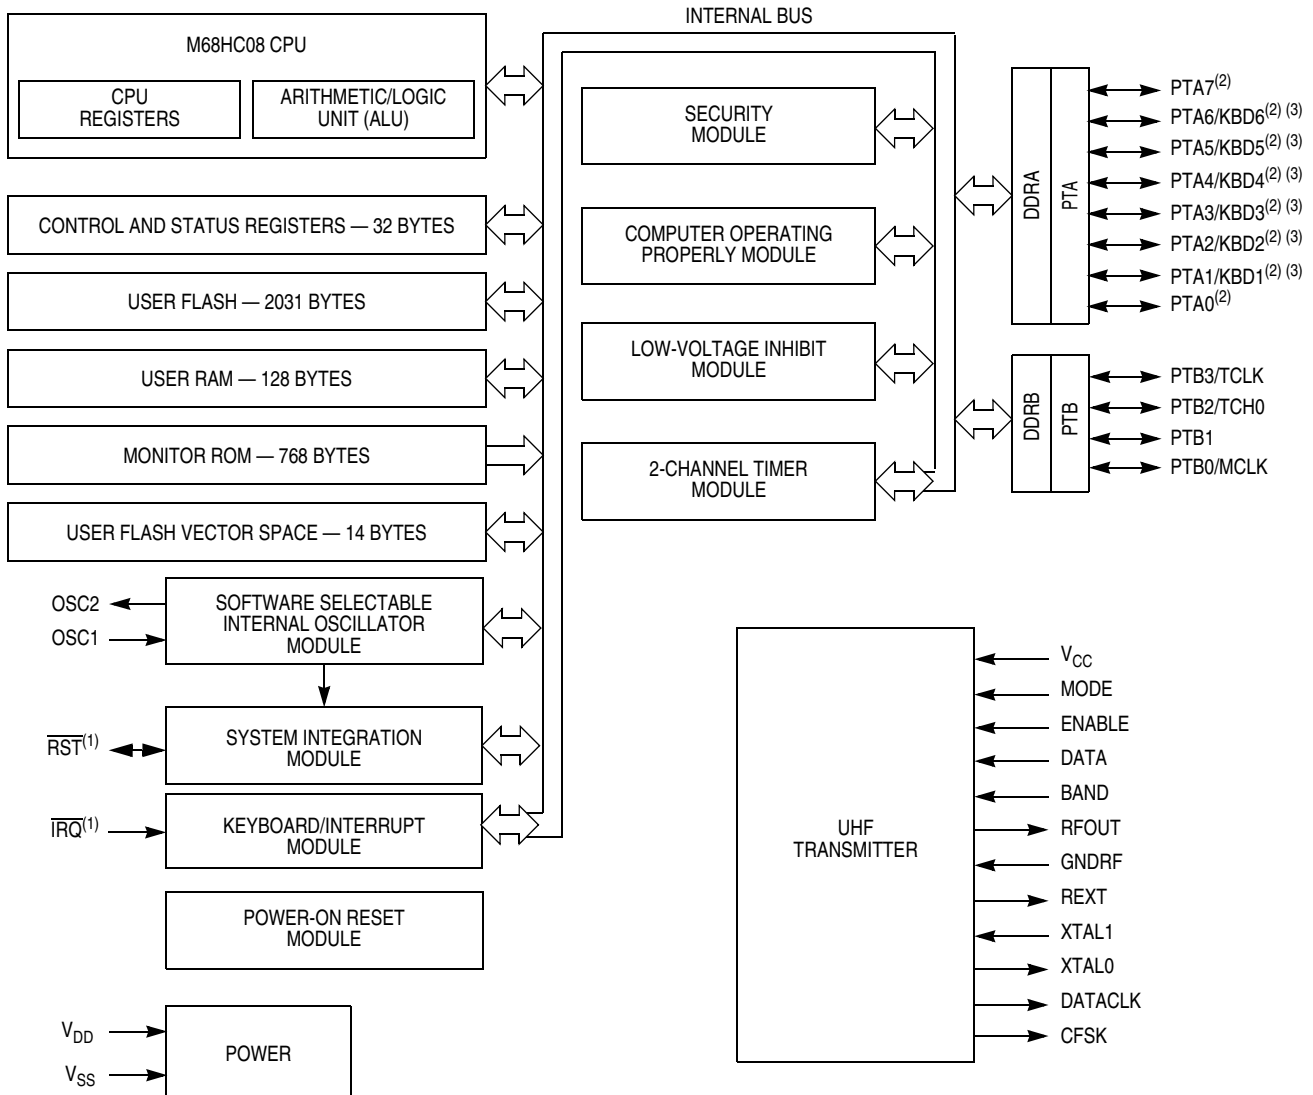 INTERNAL BUS
M68HC08 CPU
CPU
REGISTERS
ARITHMETIC/LOGIC
UNIT (ALU)
CONTROL AND STATUS REGISTERS — 32 BYTES
USER FLASH — 2031 BYTES
USER RAM — 128 BYTES
MONITOR ROM — 768 BYTES
USER FLASH VECTOR SPACE — 14 BYTES
OSC2
OSC1
SOFTWARE SELECTABLE
INTERNAL OSCILLATOR
MODULE
RST(1)
SYSTEM INTEGRATION
MODULE
IRQ(1)
KEYBOARD/INTERRUPT
MODULE
POWER-ON RESET
MODULE
VDD
VSS
POWER
SECURITY
MODULE
COMPUTER OPERATING
PROPERLY MODULE
LOW-VOLTAGE INHIBIT
MODULE
2-CHANNEL TIMER
MODULE
DDRA
PTA
PTA7(2)
PTA6/KBD6(2) (3)
PTA5/KBD5(2) (3)
PTA4/KBD4(2) (3)
PTA3/KBD3(2) (3)
PTA2/KBD2(2) (3)
PTA1/KBD1(2) (3)
PTA0(2)
DDRB
PTB
PTB3/TCLK
PTB2/TCH0
PTB1
PTB0/MCLK
UHF
TRANSMITTER
VCC
MODE
ENABLE
DATA
BAND
RFOUT
GNDRF
REXT
XTAL1
XTAL0
DATACLK
CFSK